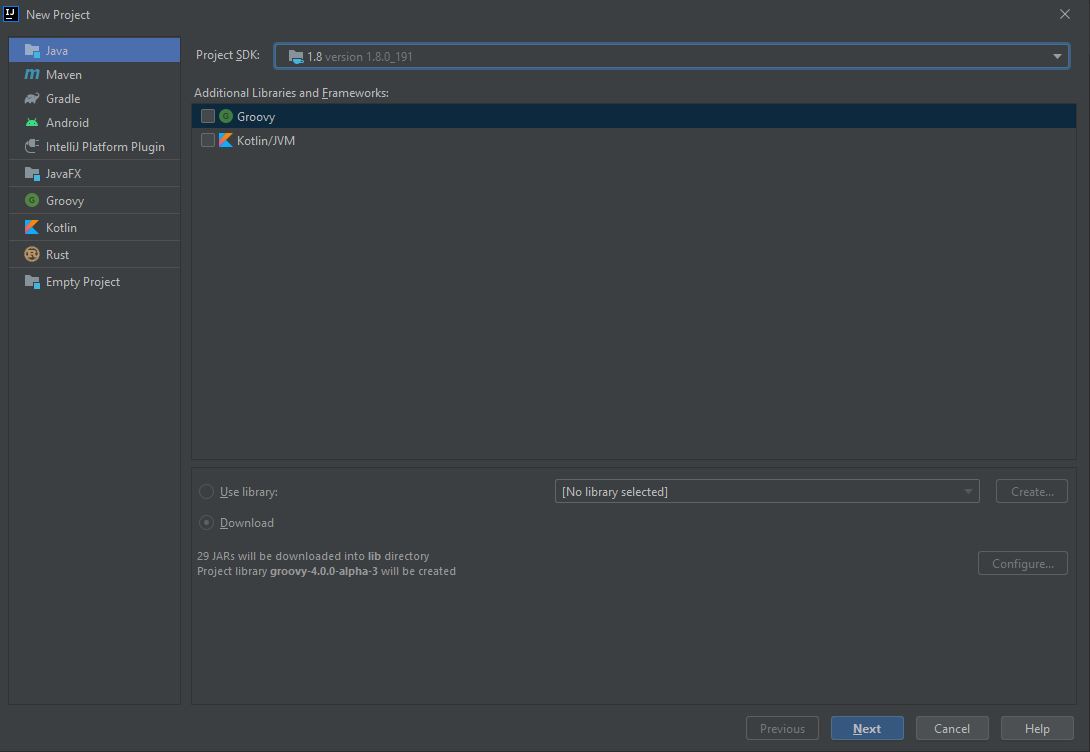 New Project
Java
Maven
Gradle
Android
IntelliJ Platform Plugin
JavaFX
Groovy
Kotlin
Rust
Empty Project
Project SDK: 1.8 version 1.8.0_191
Additional Libraries and Frameworks:
Groovy
Kotlin/JVM
Use library: [No library selected] Create...
Download
29 JARs will be downloaded into lib directory
Project library groovy-4.0.0-alpha-3 will be created
Configure...
Previous Next Cancel Help